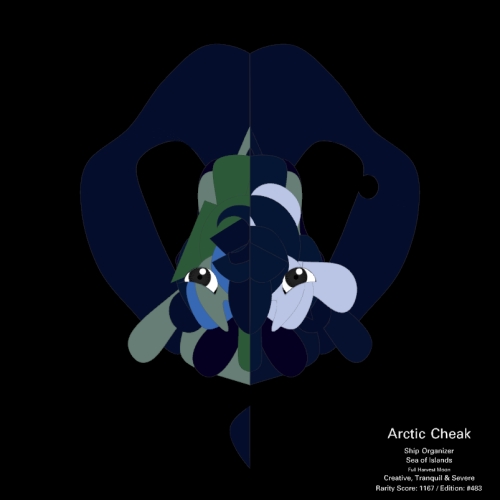 Arctic Cheak
Ship Organizer
Sea of Islands
Full Harvest Moon
Creative, Tranquil & Severe
Rarity Score: 1167 / Edition: #483